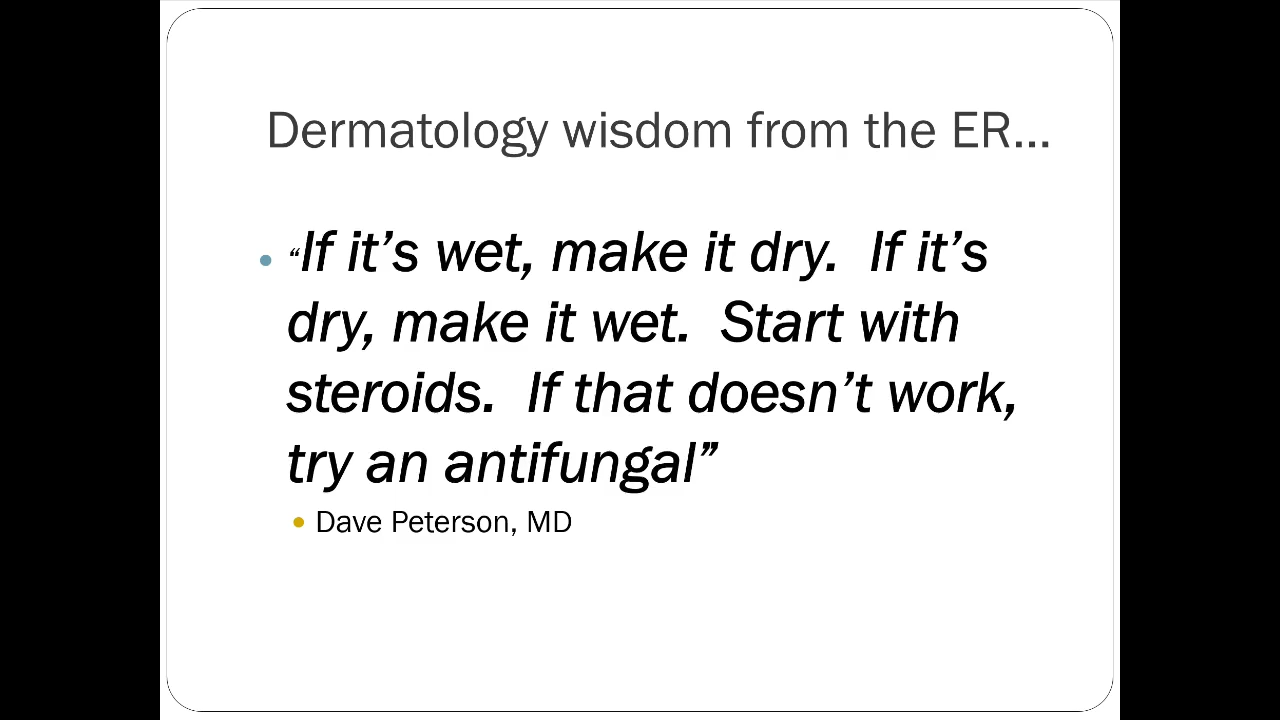 Dermatology wisdom from the ER...
• “If it’s wet, make it dry.  If it’s
dry, make it wet.  Start with
steroids.  If that doesn’t work,
try an antifungal”
• Dave Peterson, MD